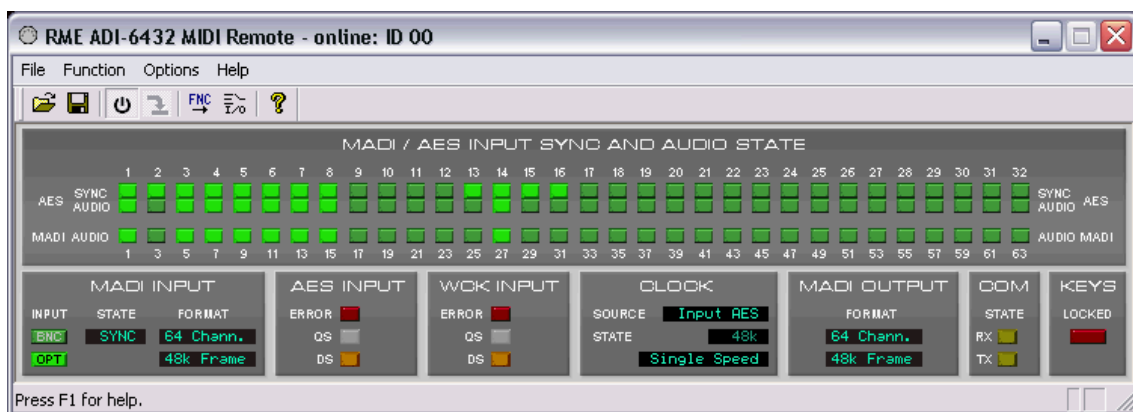 RME ADI-6432 MIDI Remote - online: ID 00
File Function Options Help
FNC I/O ?
MADI / AES INPUT SYNC AND AUDIO STATE
1 2 3 4 5 6 7 8 9 10 11 12 13 14 15 16 17 18 19 20 21 22 23 24 25 26 27 28 29 30 31 32
AES SYNC AUDIO SYNC AUDIO AES
MADI AUDIO AUDIO MADI
1 3 5 7 9 11 13 15 17 19 21 23 25 27 29 31 33 35 37 39 41 43 45 47 49 51 53 55 57 59 61 63
MADI INPUT AES INPUT WCK INPUT CLOCK MADI OUTPUT COM KEYS
INPUT STATE FORMAT ERROR ERROR SOURCE Input AES FORMAT STATE LOCKED
BNC SYNC 64 Chann. QS QS STATE 48k 64 Chann. RX
OPT 48k Frame DS DS Single Speed 48k Frame TX
Press F1 for help.